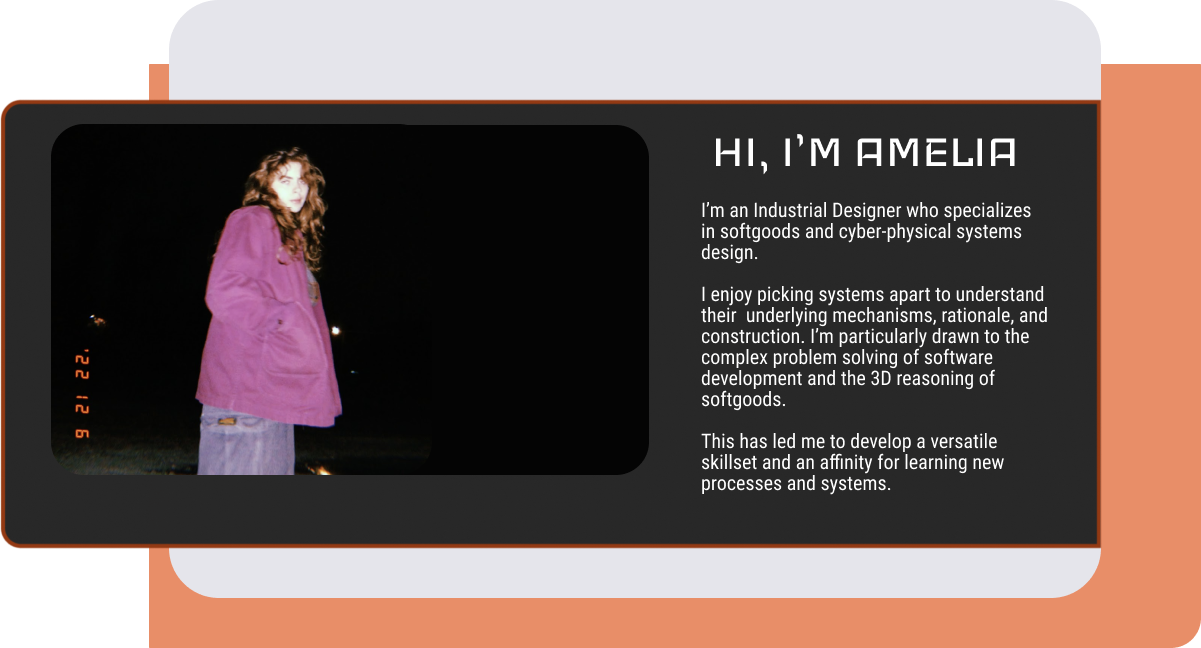 HI, I’M AMELIA
I’m an Industrial Designer who specializes
in softgoods and cyber-physical systems
design.
I enjoy picking systems apart to understand
their  underlying mechanisms, rationale, and
construction. I’m particularly drawn to the
complex problem solving of software
development and the 3D reasoning of
softgoods.
This has led me to develop a versatile
skillset and an affinity for learning new
processes and systems.
9 21 22.